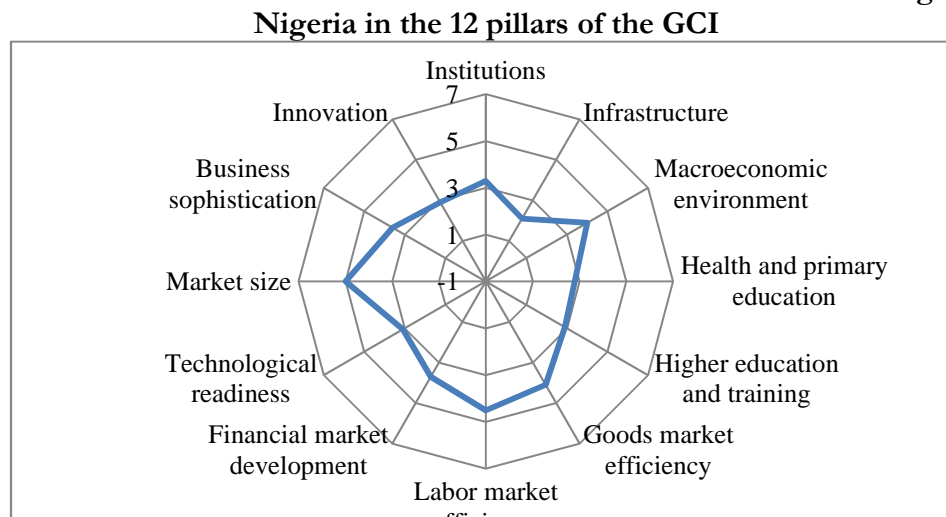 Nigeria in the 12 pillars of the GCI
Institutions
7
5
3
1
-1
Infrastructure
Macroeconomic
environment
Health and primary
education
Higher education
and training
Goods market
efficiency
Labor market
Financial market
development
Technological
readiness
Market size
Business
sophistication
Innovation